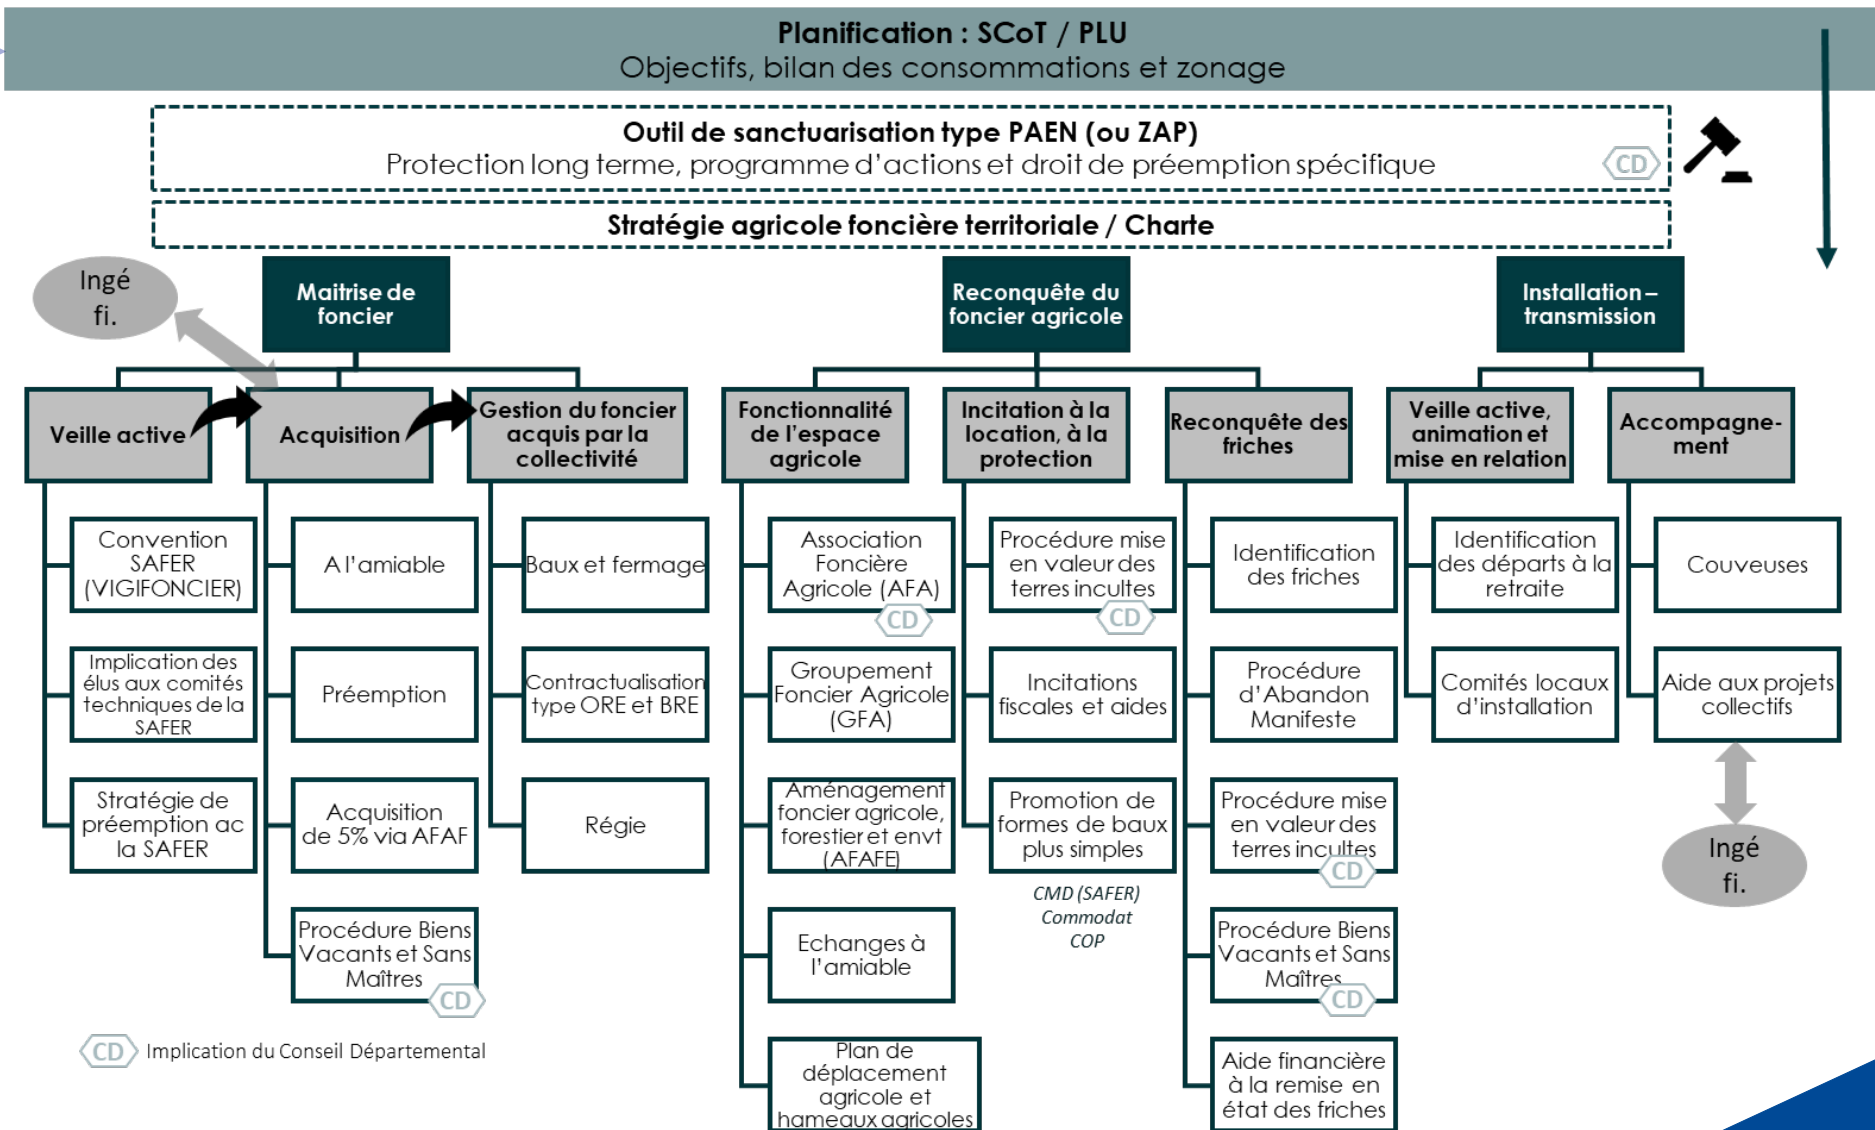 Planification : SCoT / PLU
Objectifs, bilan des consommations et zonage
Outil de sanctuarisation type PAEN (ou ZAP)
Protection long terme, programme d'actions et droit de préemption spécifique
CD
Stratégie agricole foncière territoriale / Charte
Ingé
fi.
Maitrise de
foncier
Reconquête du
foncier agricole
Installation –
transmission
Veille active
Acquisition
Gestion du foncier
acquis par la
collectivité
Fonctionnalité
de l'espace
agricole
Incitation à la
location, à la
protection
Reconquête des
friches
Veille active,
animation et
mise en relation
Accompagne-
ment
Convention
SAFER
(VIGIFONCIER)
Implication des
élus aux comités
techniques de la
SAFER
Stratégie de
préemption ac
la SAFER
A l'amiable
Préemption
Acquisition
de 5% via AFAF
Procédure Biens
Vacants et Sans
Maîtres
CD
Baux et fermage
Contractualisation
type ORE et BRE
Régie
Association
Foncière
Agricole (AFA)
CD
Groupement
Foncier Agricole
(GFA)
Aménagement
foncier agricole,
forestier et envt
(AFAFE)
Echanges à
l'amiable
Plan de
déplacement
agricole et
hameaux agricoles
Procédure mise
en valeur des
terres incultes
CD
Incitations
fiscales et aides
Promotion de
formes de baux
plus simples
CMD (SAFER)
Commodat
COP
Identification
des friches
Procédure
d'Abandon
Manifeste
Procédure mise
en valeur des
terres incultes
CD
Procédure Biens
Vacants et Sans
Maîtres
CD
Aide financière
à la remise en
état des friches
Identification
des départs à la
retraite
Comités locaux
d'installation
Couveuses
Aide aux projets
collectifs
Ingé
fi.
CD Implication du Conseil Départemental